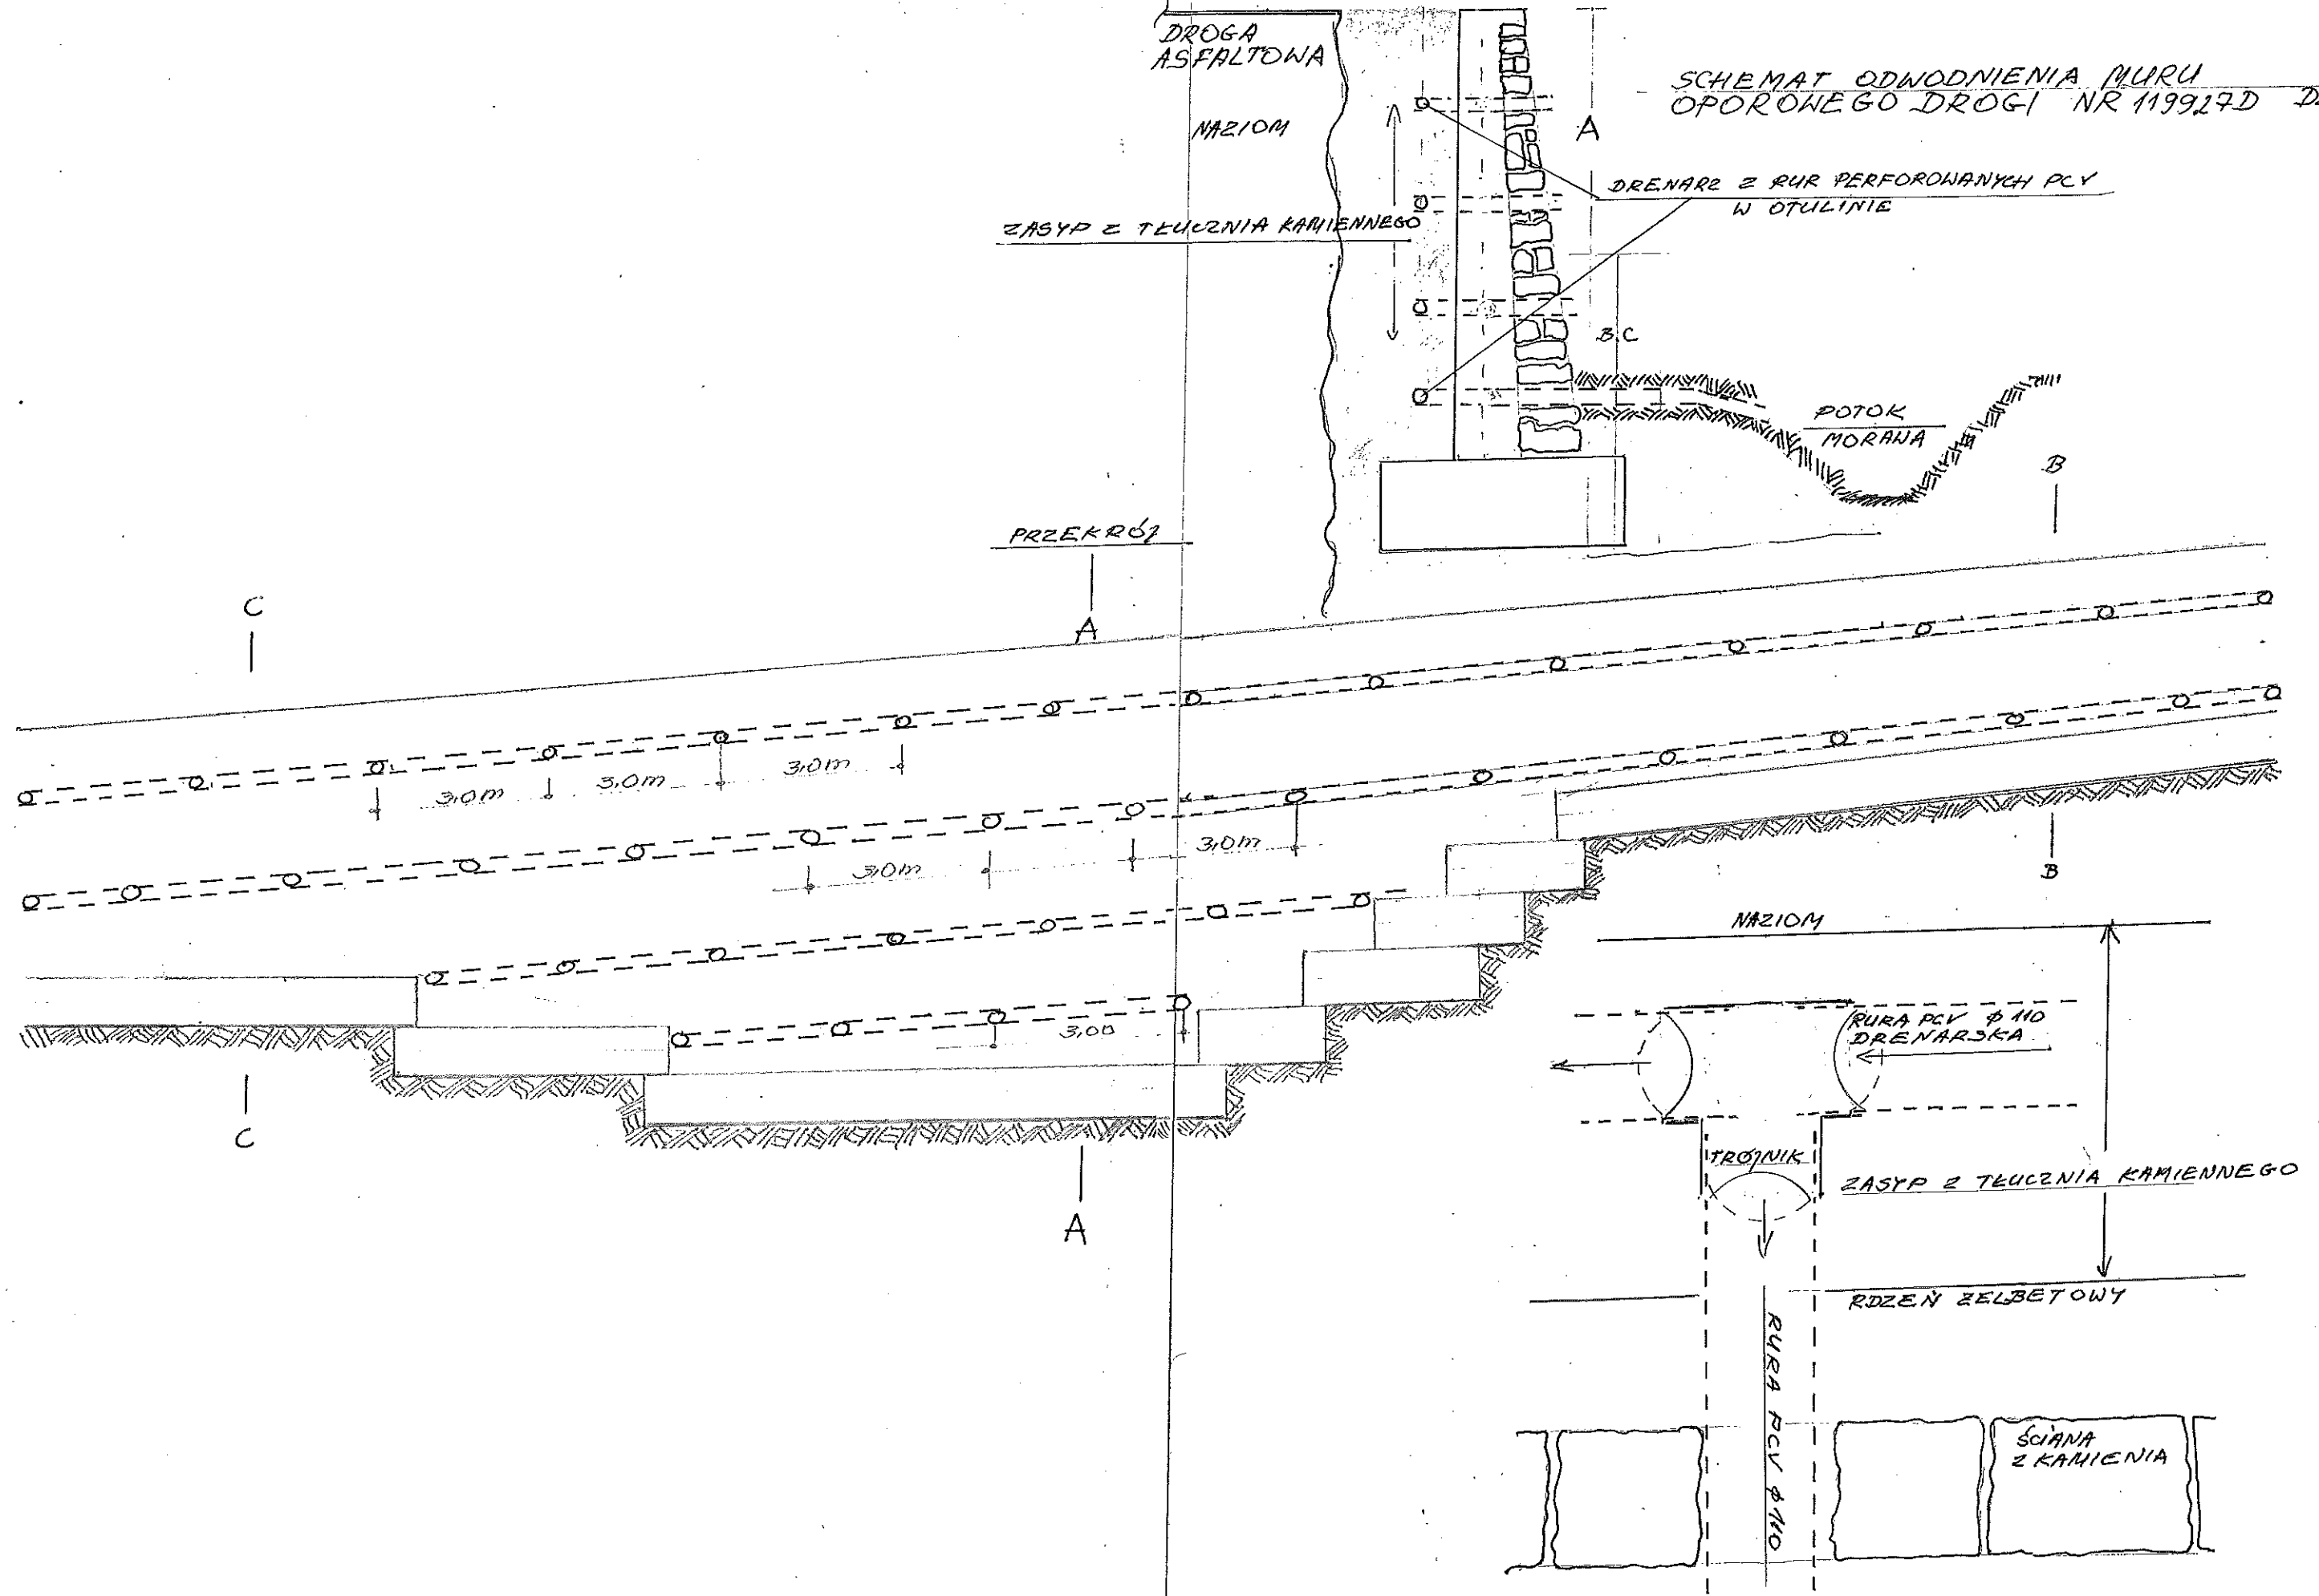 DROGA
ASFALTOWA
SCHEMAT ODWODNIENIA MURU
OPOROWEGO DROGI NR 119927D
A
NAZIOM
DRENARZ Z RUR PERFOROWANYCH PCV
W OTULINIE
ZASYP Z TŁUCZNIA KAMIENNEGO
B.C
POTOK
MORAWA
B
PRZEKRÓJ
C
A
3,0m
3,0m
3,0m
3,0m
3,0m
B
NAZIOM
3,00
RURA PCV φ 110
DRENARSKA
C
TRÓJNIK
ZASYP Z TŁUCZNIA KAMIENNEGO
A
RDZEŃ ŻELBETOWY
RURA PCV φ 110
ŚCIANA
Z KAMIENIA